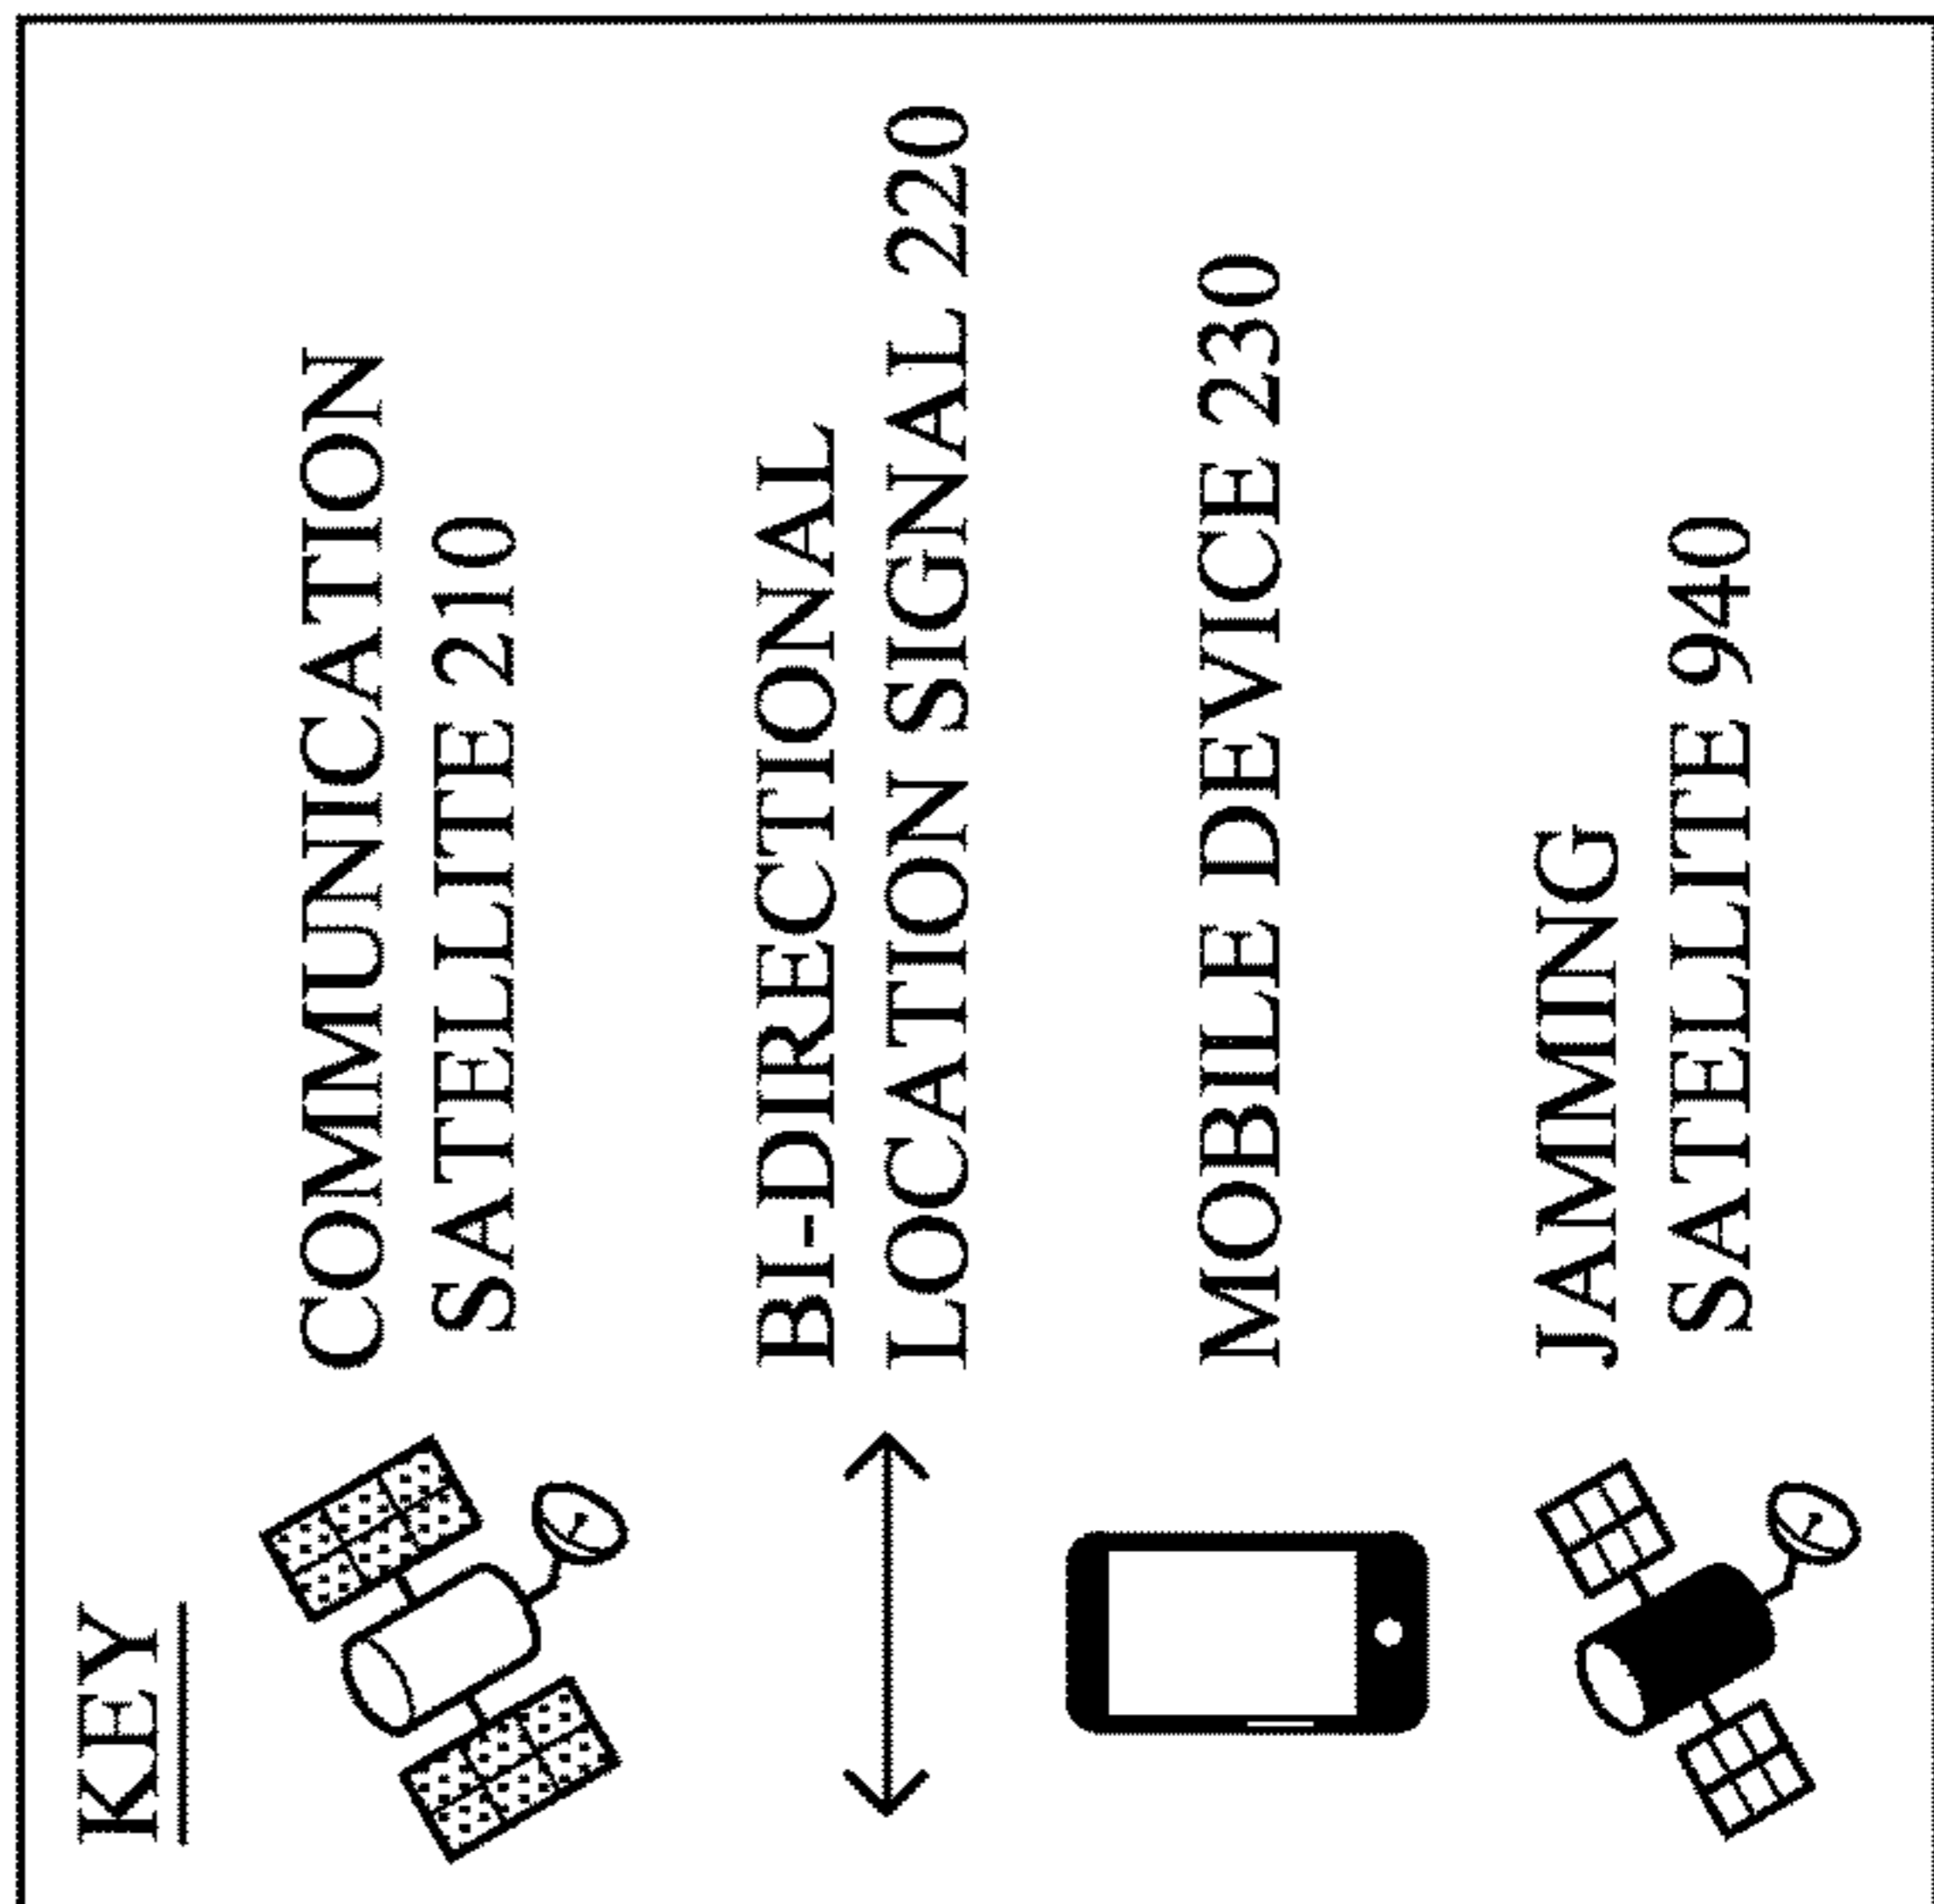 KEY
COMMUNICATION
SATELLITE 210
BI-DIRECTIONAL
LOCATION SIGNAL 220
MOBILE DEVICE 230
JAMMING
SATELLITE 940